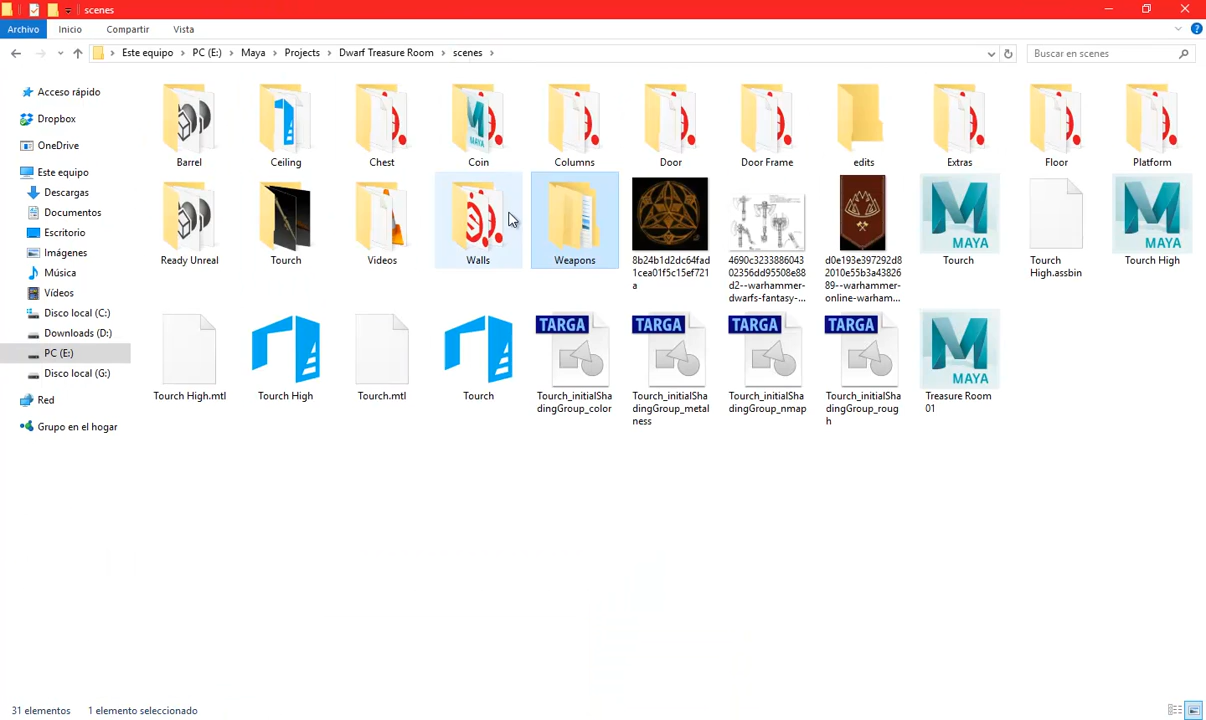 scenes
Archivo Inicio Compartir Vista
Este equipo PC (E:) Maya Projects Dwarf Treasure Room scenes
Buscar en scenes
Acceso rápido
Dropbox
OneDrive
Este equipo
Descargas
Documentos
Escritorio
Imágenes
Música
Vídeos
Disco local (C:)
Downloads (D:)
PC (E:)
Disco local (G:)
Red
Grupo en el hogar
MAYA
Barrel Ceiling Chest Coin Columns Door Door Frame edits Extras Floor Platform
MAYA MAYA
Ready Unreal Tourch Videos Walls Weapons
8b24b1d2dc64fad
1cea01f5c15ef721
a
4690c3233886043
02356dd95508e88
d2--warhammer-
dwarfs-fantasy-...
d0e193e397292d8
2010e55b3a43826
89--warhammer-
online-warham...
Tourch
Tourch
High.assbin
Tourch High
TARGA TARGA TARGA TARGA
MAYA
Tourch High.mtl Tourch High Tourch.mtl Tourch
Tourch_initialSha
dingGroup_color
Tourch_initialSha
dingGroup_metal
ness
Tourch_initialSha
dingGroup_nmap
Tourch_initialSha
dingGroup_roug
h
Treasure Room
01
31 elementos 1 elemento seleccionado